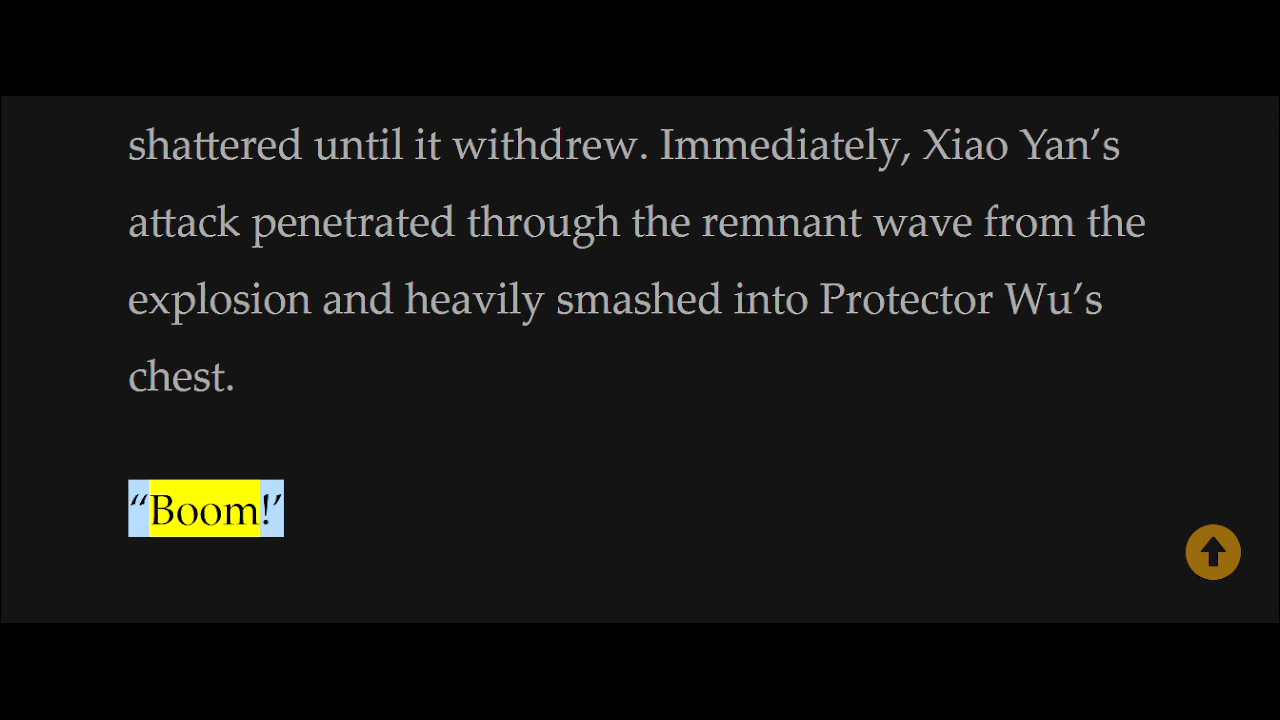 shattered until it withdrew. Immediately, Xiao Yan’s
attack penetrated through the remnant wave from the
explosion and heavily smashed into Protector Wu’s
chest.
“Boom!’